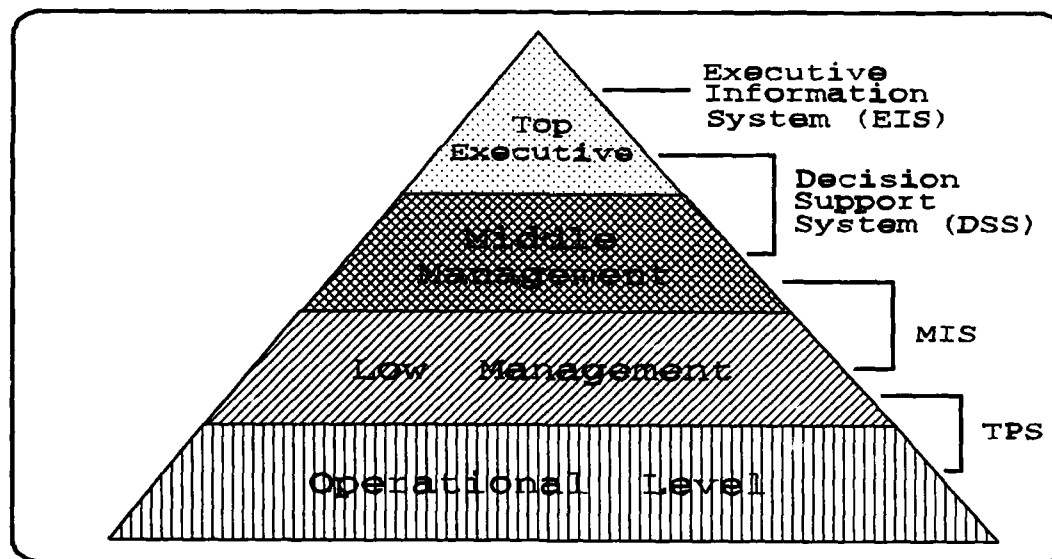 Executive
Information
System (EIS)
Top
Executive
Decision
Support
System (DSS)
Middle
Management
MIS
Low Management
TPS
Operational Level